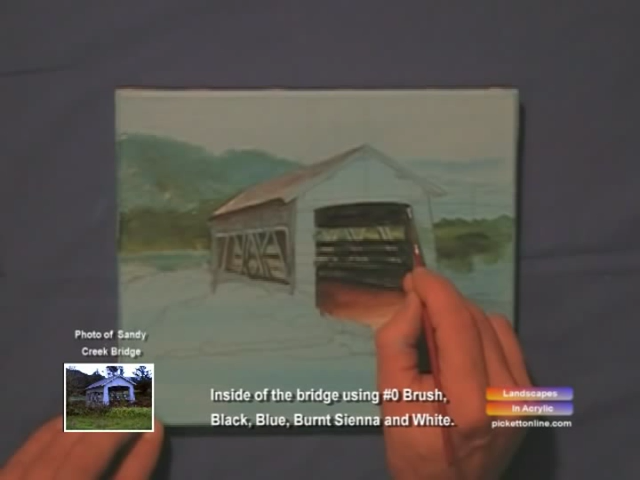 Photo of Sandy
Creek Bridge
Inside of the bridge using #0 Brush,
Black, Blue, Burnt Sienna and White.
Landscapes
In Acrylic
pickettonline.com